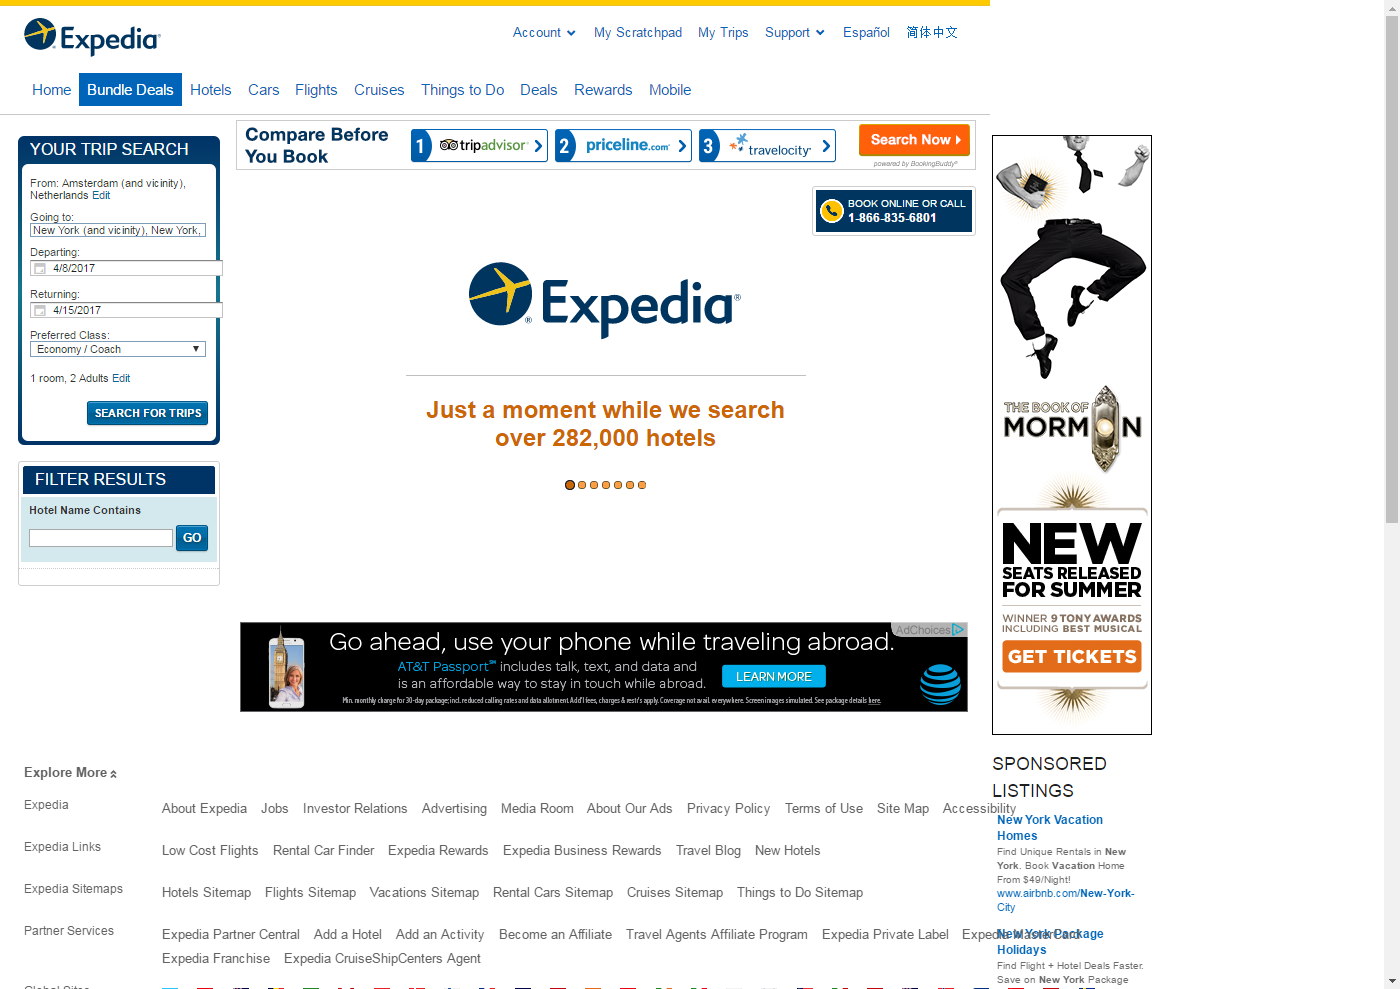 Expedia
Account
My Scratchpad
My Trips
Support
Español
简体中文
Home
Bundle Deals
Hotels
Cars
Flights
Cruises
Things to Do
Deals
Rewards
Mobile
YOUR TRIP SEARCH
From: Amsterdam (and vicinity),
Netherlands Edit
Going to:
New York (and vicinity), New York,
Departing:
4/8/2017
Returning:
4/15/2017
Preferred Class:
Economy / Coach
1 room, 2 Adults Edit
SEARCH FOR TRIPS
FILTER RESULTS
Hotel Name Contains
GO
Compare Before
You Book
1 tripadvisor
2 priceline.com
3 travelocity
Search Now
powered by BookingBuddy
BOOK ONLINE OR CALL
1-866-835-6801
Expedia®
Just a moment while we search
over 282,000 hotels
AdChoices
Go ahead, use your phone while traveling abroad.
AT&T Passport℠ includes talk, text, and data and
is an affordable way to stay in touch while abroad.
LEARN MORE
Min. monthly charge for 30-day package; incl. reduced calling rates and data allotment. Add'l fees, charges & restr's apply. Coverage not avail. everywhere. Screen images simulated. See package details here.
THE BOOK OF
MORMON
NEW
SEATS RELEASED
FOR SUMMER
WINNER 9 TONY AWARDS
INCLUDING BEST MUSICAL
GET TICKETS
SPONSORED
LISTINGS
New York Vacation
Homes
Find Unique Rentals in New
York. Book Vacation Home
From $49/Night!
www.airbnb.com/New-York-
City
New York Package
Holidays
Find Flight + Hotel Deals Faster.
Save on New York Package
Explore More
Expedia
About Expedia
Jobs
Investor Relations
Advertising
Media Room
About Our Ads
Privacy Policy
Terms of Use
Site Map
Accessibility
Expedia Links
Low Cost Flights
Rental Car Finder
Expedia Rewards
Expedia Business Rewards
Travel Blog
New Hotels
Expedia Sitemaps
Hotels Sitemap
Flights Sitemap
Vacations Sitemap
Rental Cars Sitemap
Cruises Sitemap
Things to Do Sitemap
Partner Services
Expedia Partner Central
Add a Hotel
Add an Activity
Become an Affiliate
Travel Agents Affiliate Program
Expedia Private Label
Expedia MasterCard
Expedia Franchise
Expedia CruiseShipCenters Agent